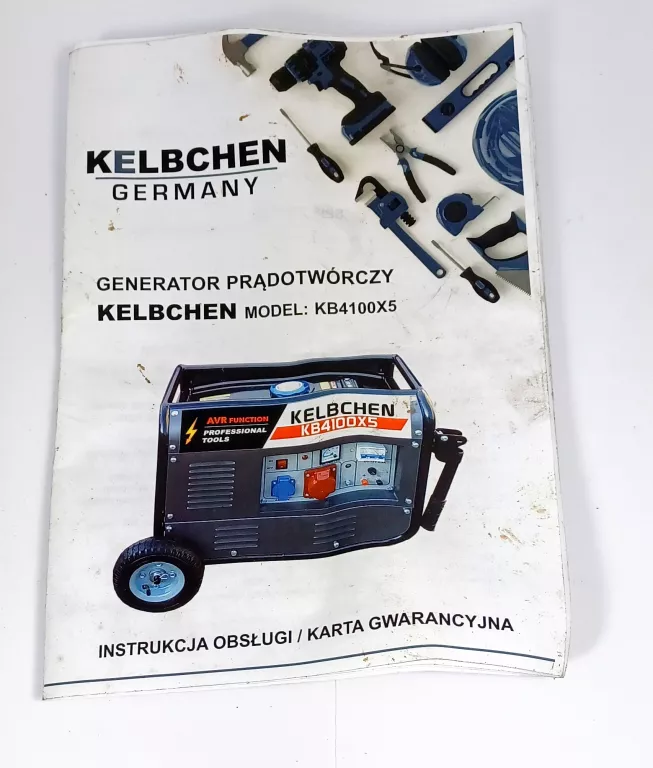 KELBCHEN
GERMANY
GENERATOR PRĄDOTWÓRCZY
KELBCHEN MODEL: KB4100X5
AVR FUNCTION
PROFESSIONAL
TOOLS
KELBCHEN
KB4100X5
INSTRUKCJA OBSŁUGI / KARTA GWARANCYJNA